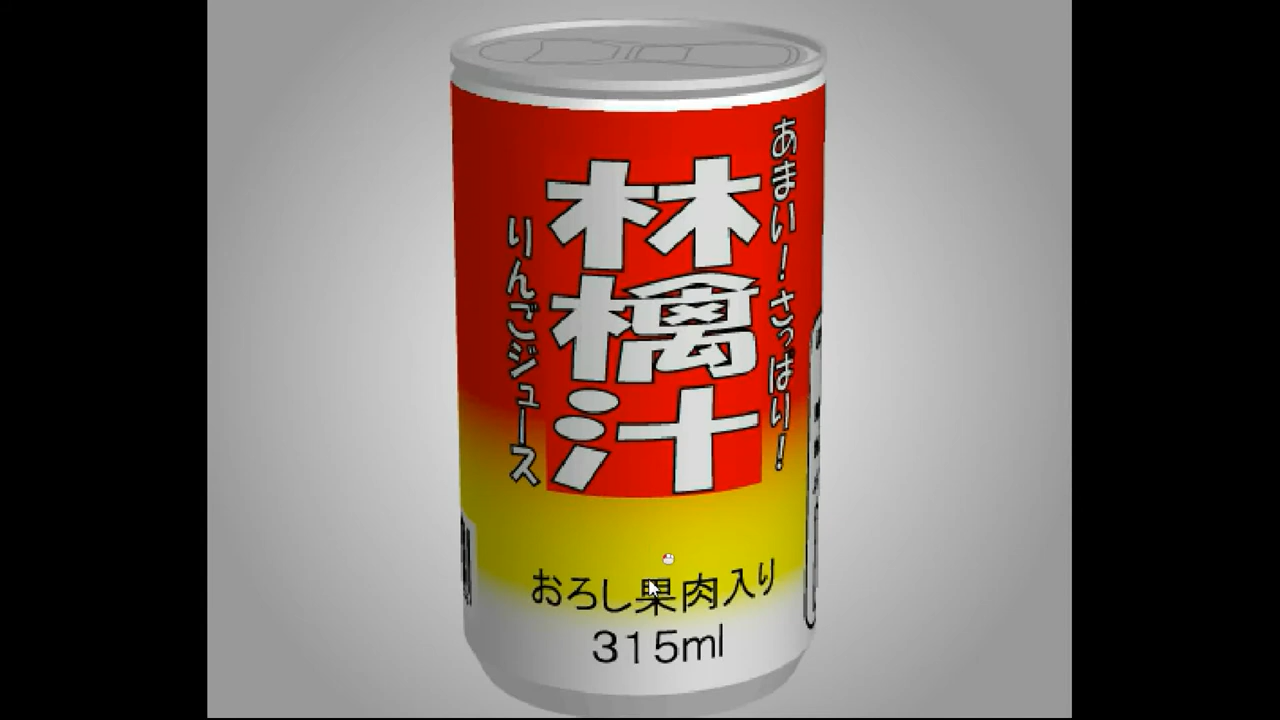 あまい！さっぱり！
林檎汁
りんごジュース
おろし果肉入り
315ml